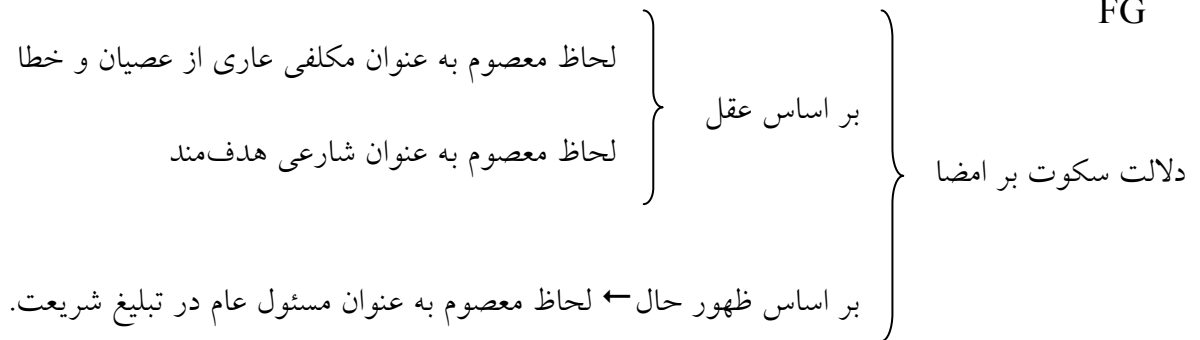 FG
لحاظ معصوم به عنوان مکلفی عاری از عصیان و خطا
بر اساس عقل
لحاظ معصوم به عنوان شارعی هدف‌مند
دلالت سکوت بر امضا
بر اساس ظهور حال ← لحاظ معصوم به عنوان مسئول عام در تبلیغ شریعت.